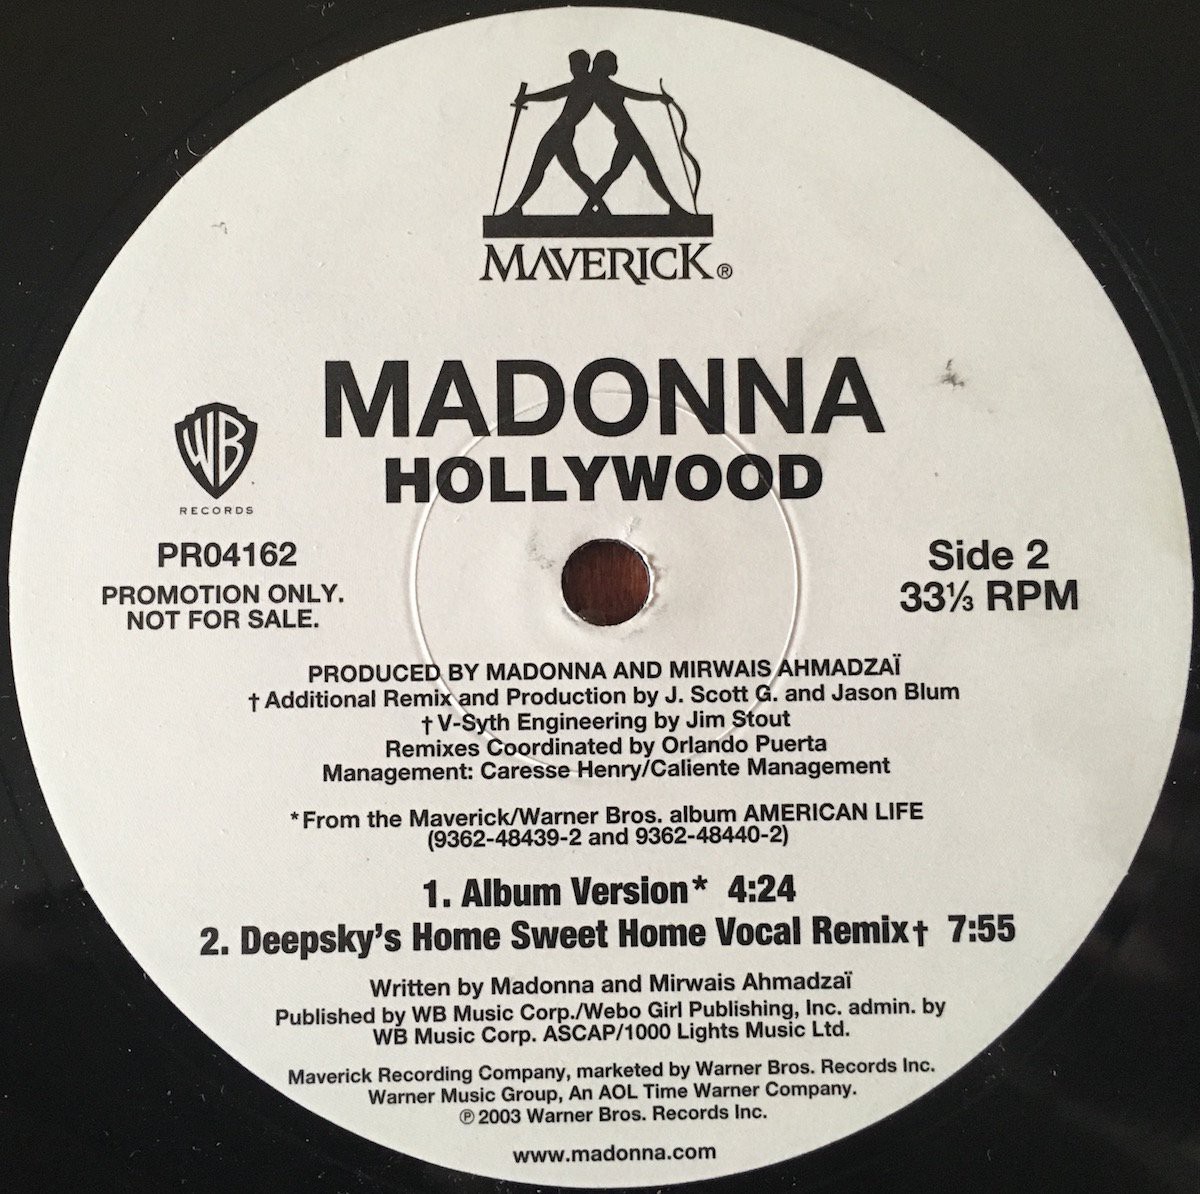 MAVERICK®
MADONNA
HOLLYWOOD
WB
RECORDS
PRO4162
PROMOTION ONLY.
NOT FOR SALE.
Side 2
33⅓ RPM
PRODUCED BY MADONNA AND MIRWAIS AHMADZAÏ
† Additional Remix and Production by J. Scott G. and Jason Blum
† V-Syth Engineering by Jim Stout
Remixes Coordinated by Orlando Puerta
Management: Caresse Henry/Caliente Management
*From the Maverick/Warner Bros. album AMERICAN LIFE
(9362-48439-2 and 9362-48440-2)
1. Album Version* 4:24
2. Deepsky's Home Sweet Home Vocal Remix† 7:55
Written by Madonna and Mirwais Ahmadzaï
Published by WB Music Corp./Webo Girl Publishing, Inc. admin. by
WB Music Corp. ASCAP/1000 Lights Music Ltd.
Maverick Recording Company, marketed by Warner Bros. Records Inc.
Warner Music Group, An AOL Time Warner Company.
℗ 2003 Warner Bros. Records Inc.
www.madonna.com